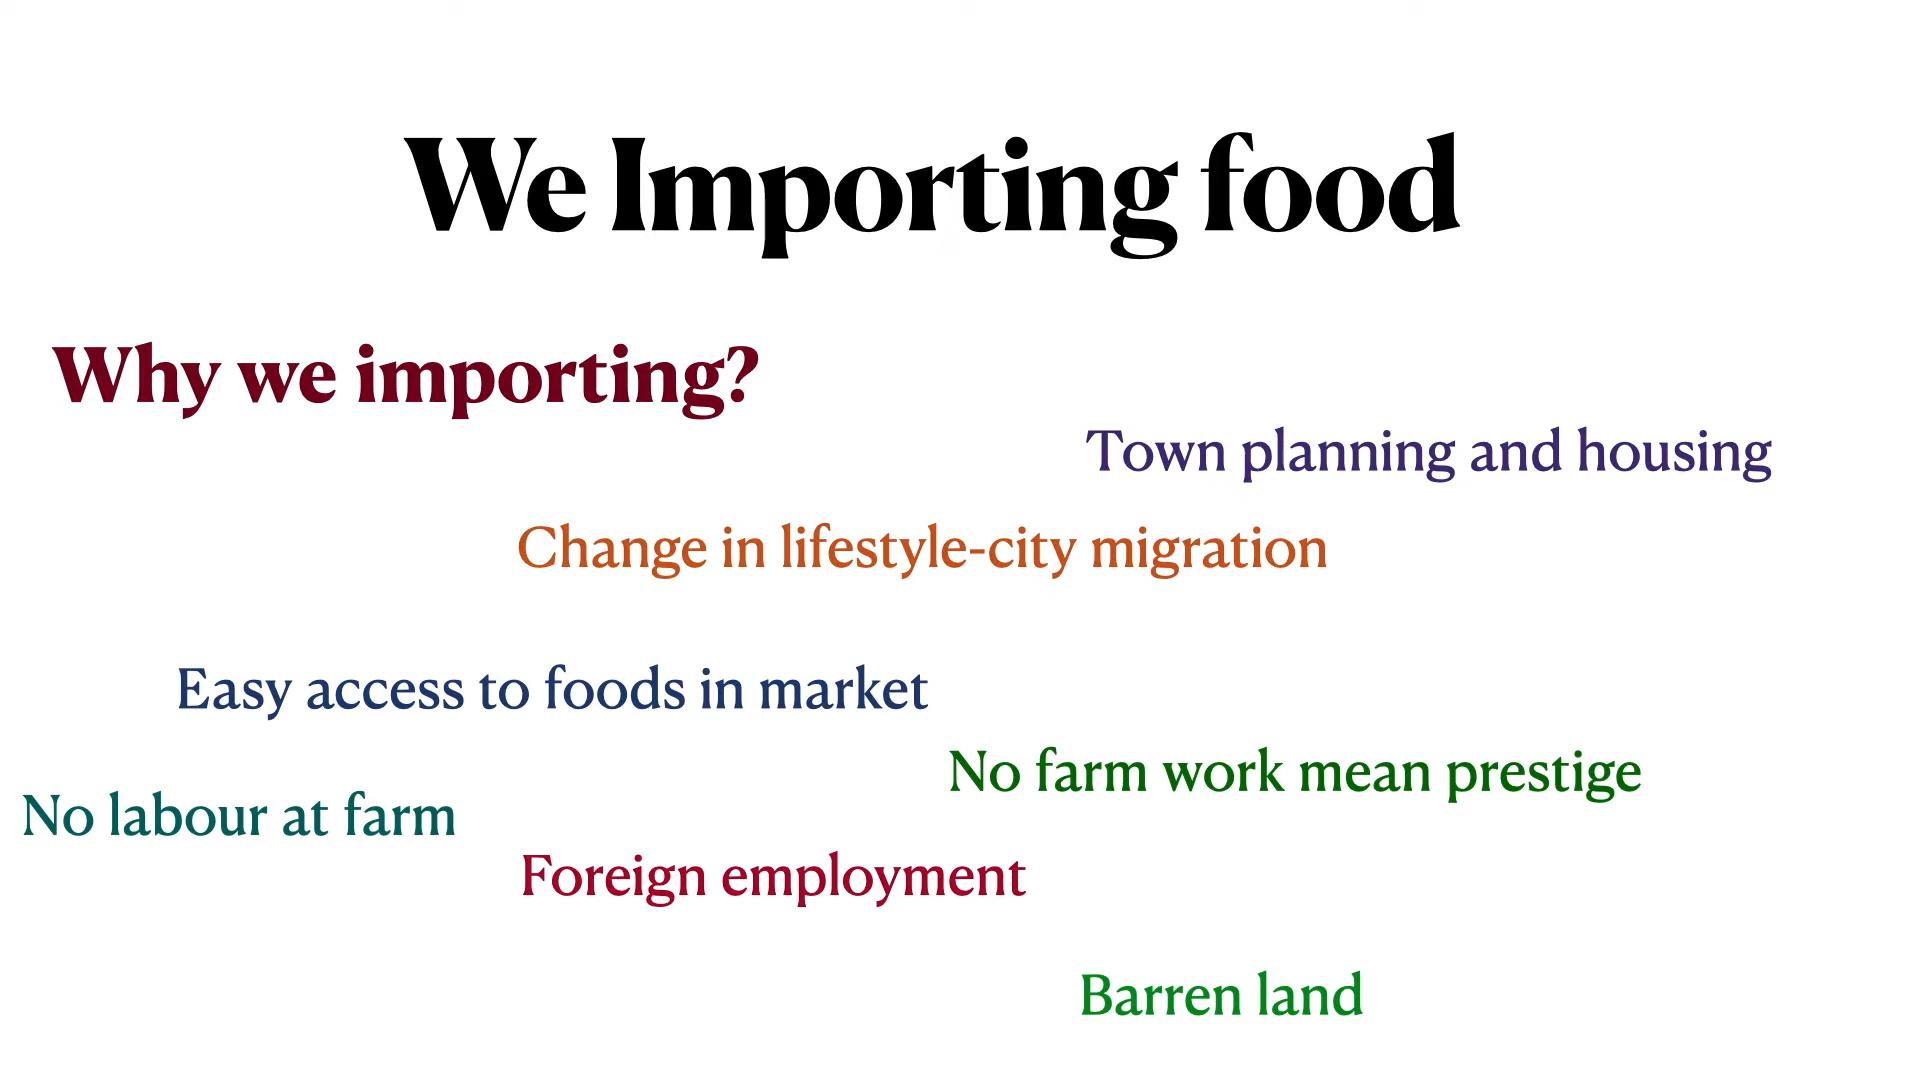 We Importing food
Why we importing?
Town planning and housing
Change in lifestyle-city migration
Easy access to foods in market
No farm work mean prestige
No labour at farm
Foreign employment
Barren land